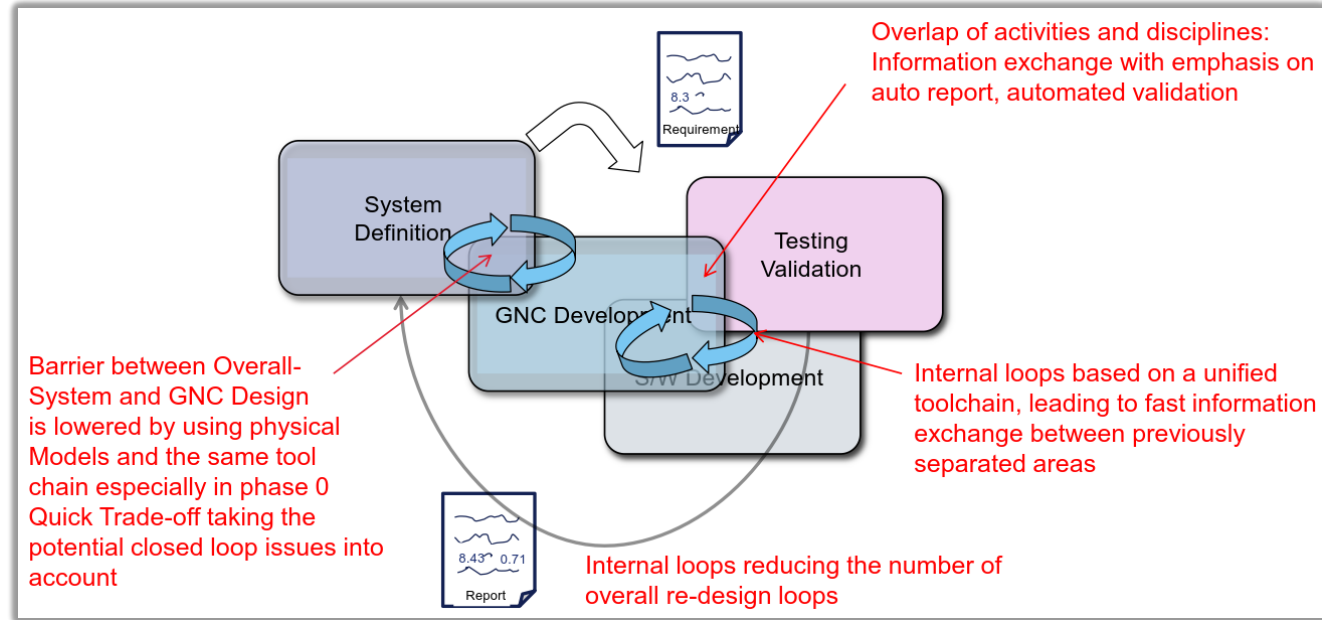 Overlap of activities and disciplines:
Information exchange with emphasis on
auto report, automated validation
8.3
Requirement
System
Definition
Testing
Validation
GNC Development
S/W Development
Barrier between Overall-
System and GNC Design
is lowered by using physical
Models and the same tool
chain especially in phase 0
Quick Trade-off taking the
potential closed loop issues into
account
Internal loops based on a unified
toolchain, leading to fast information
exchange between previously
separated areas
8.43 0.71
Report
Internal loops reducing the number of
overall re-design loops